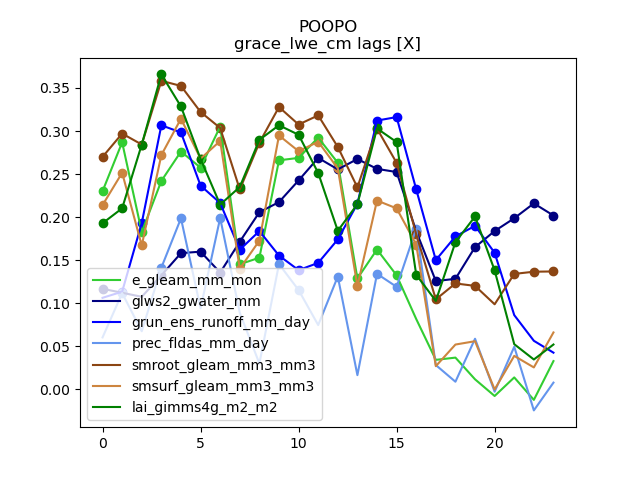 POOPO
grace_lwe_cm lags [X]
0.35
0.30
0.25
0.20
0.15
0.10
0.05
0.00
e_gleam_mm_mon
glws2_gwater_mm
grun_ens_runoff_mm_day
prec_fldas_mm_day
smroot_gleam_mm3_mm3
smsurf_gleam_mm3_mm3
lai_gimms4g_m2_m2
0 5 10 15 20